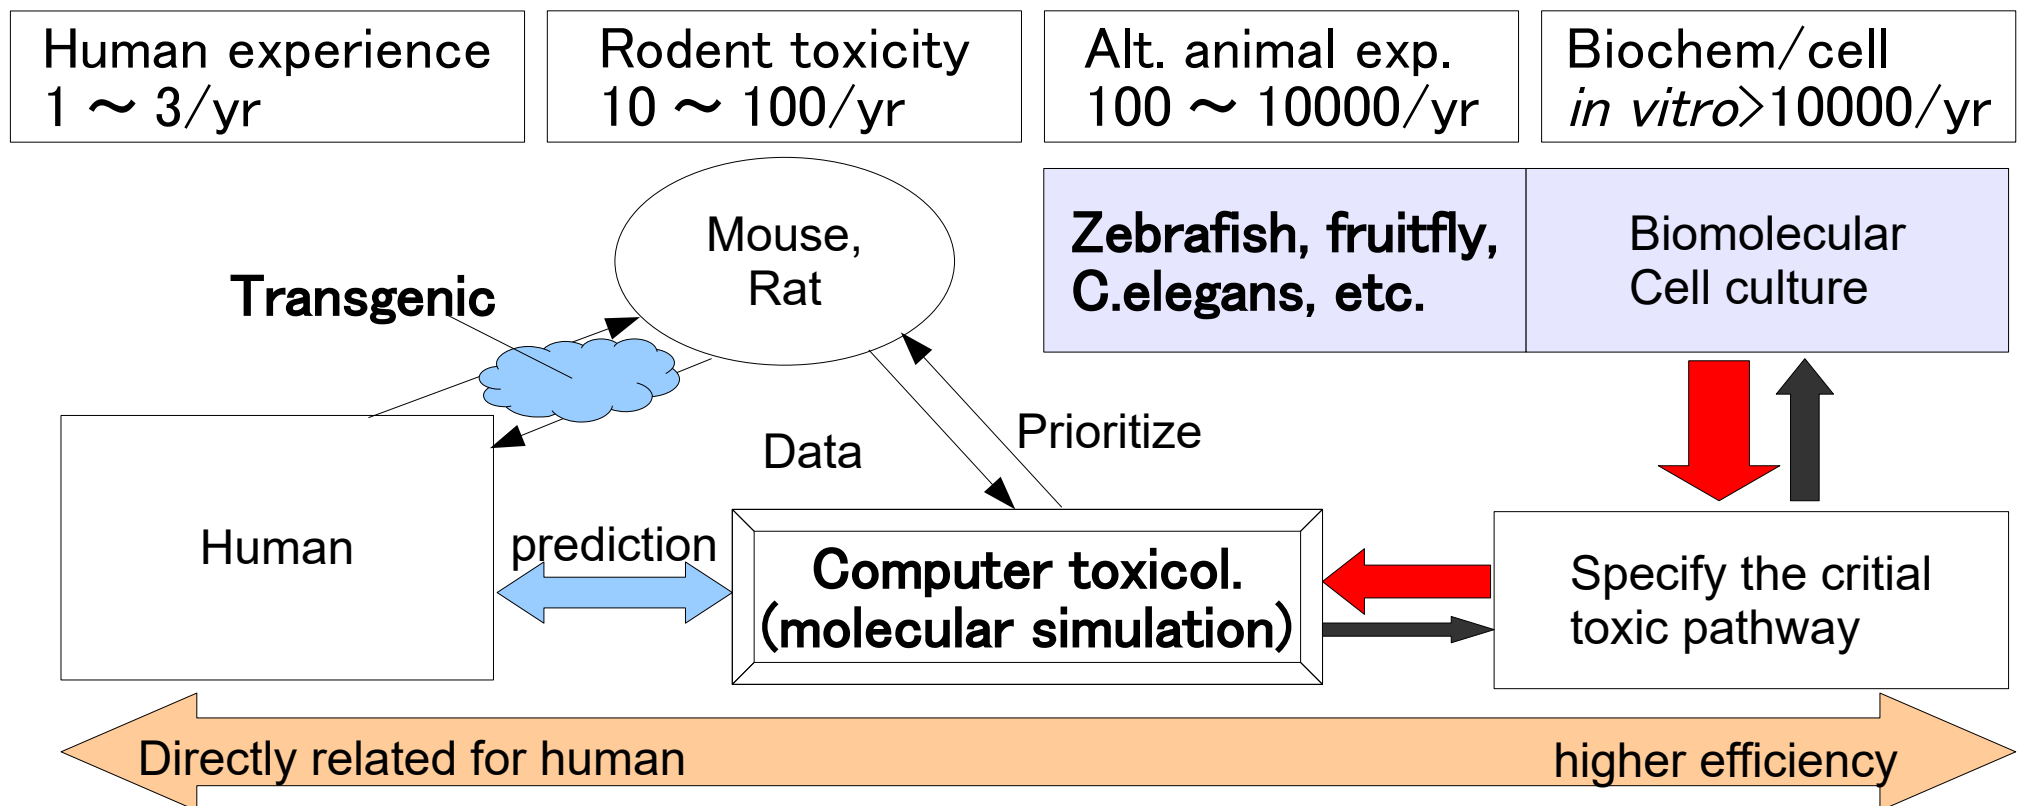 Human experience
1 ～ 3/yr
Rodent toxicity
10 ～ 100/yr
Alt. animal exp.
100 ～ 10000/yr
Biochem/cell
in vitro>10000/yr
Mouse,
Rat
Zebrafish, fruitfly,
C.elegans, etc.
Biomolecular
Cell culture
Transgenic
Data
Prioritize
Human
prediction
Computer toxicol.
(molecular simulation)
Specify the critial
toxic pathway
Directly related for human
higher efficiency